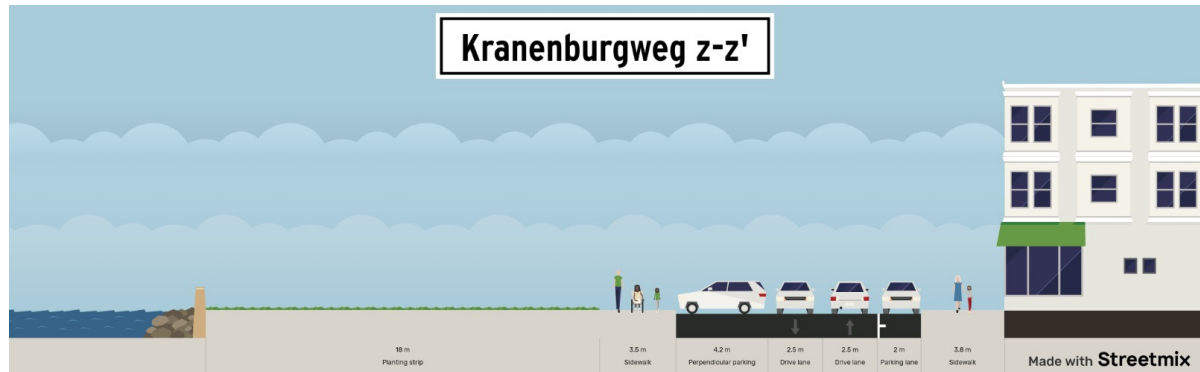 Kranenburgweg z-z'
18 m
Planting strip
3.5 m
Sidewalk
4.2 m
Perpendicular parking
2.5 m
Drive lane
2.5 m
Drive lane
2 m
Parking lane
3.8 m
Sidewalk
Made with Streetmix